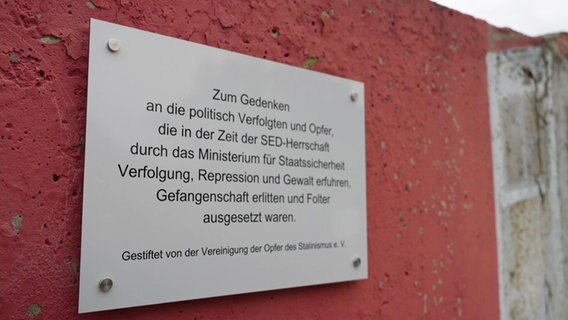 Zum Gedenken
an die politisch Verfolgten und Opfer,
die in der Zeit der SED-Herrschaft
durch das Ministerium für Staatssicherheit
Verfolgung, Repression und Gewalt erfuhren,
Gefangenschaft erlitten und Folter
ausgesetzt waren.
Gestiftet von der Vereinigung der Opfer des Stalinismus e. V.